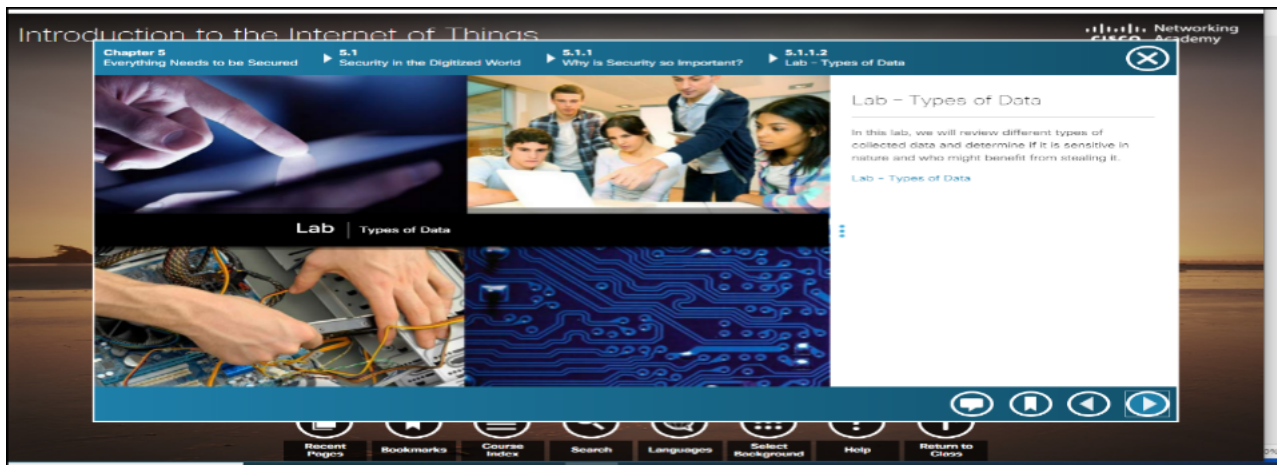 Introduction to the Internet of Things
Networking
CISCO Academy
Chapter 5
Everything Needs to be Secured
5.1
Security in the Digitized World
5.1.1
Why is Security so Important?
5.1.1.2
Lab – Types of Data
Lab – Types of Data
In this lab, we will review different types of
collected data and determine if it is sensitive in
nature and who might benefit from stealing it.
Lab – Types of Data
Lab | Types of Data
Recent
Pages
Bookmarks
Course
Index
Search
Languages
Select
Background
Help
Return to
Class